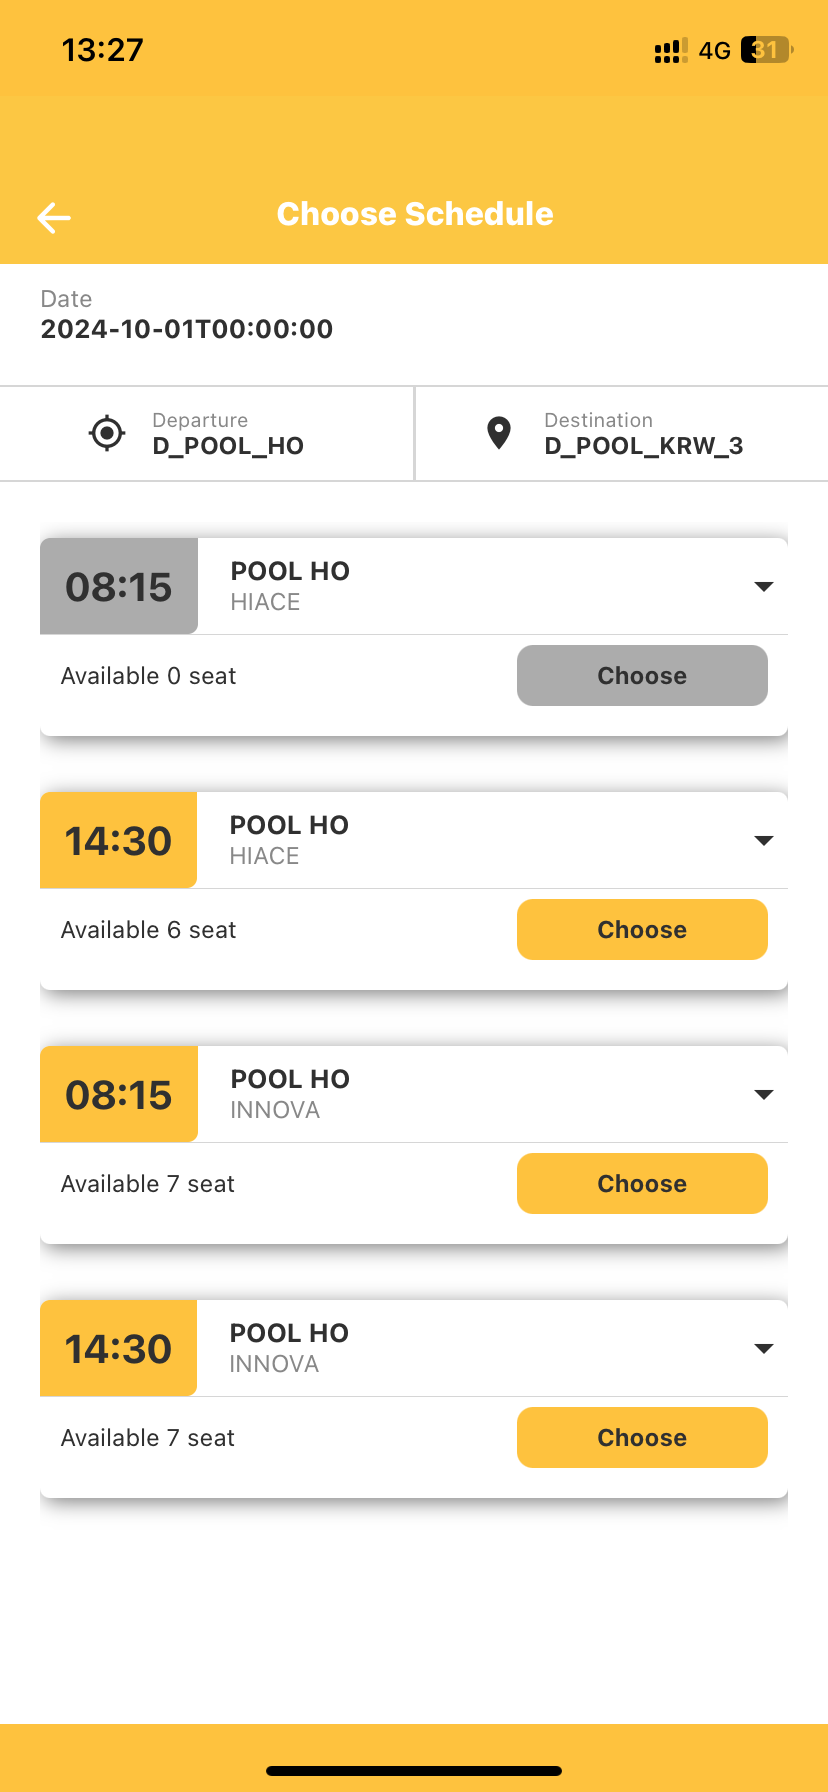 13:27
4G 31
Choose Schedule
Date
2024-10-01T00:00:00
Departure
D_POOL_HO
Destination
D_POOL_KRW_3
08:15
POOL HO
HIACE
Available 0 seat
Choose
14:30
POOL HO
HIACE
Available 6 seat
Choose
08:15
POOL HO
INNOVA
Available 7 seat
Choose
14:30
POOL HO
INNOVA
Available 7 seat
Choose